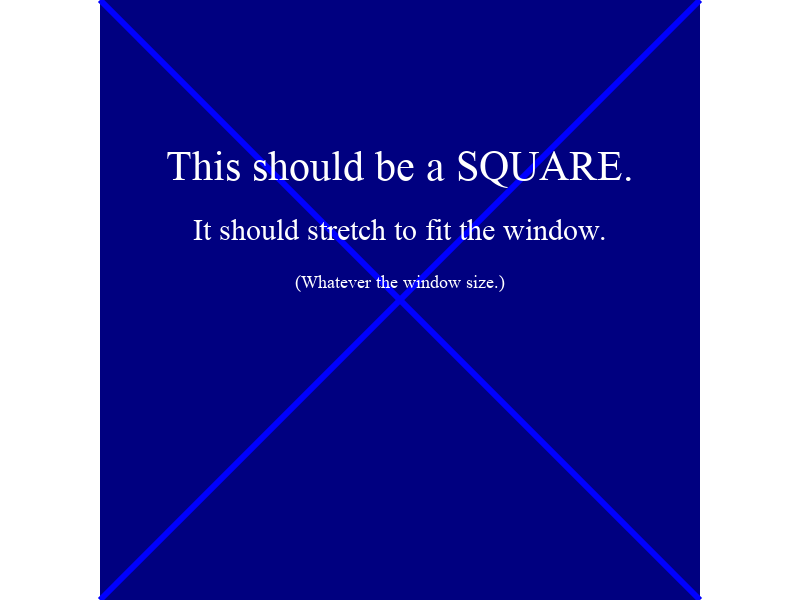 This should be a SQUARE.
It should stretch to fit the window.
(Whatever the window size.)